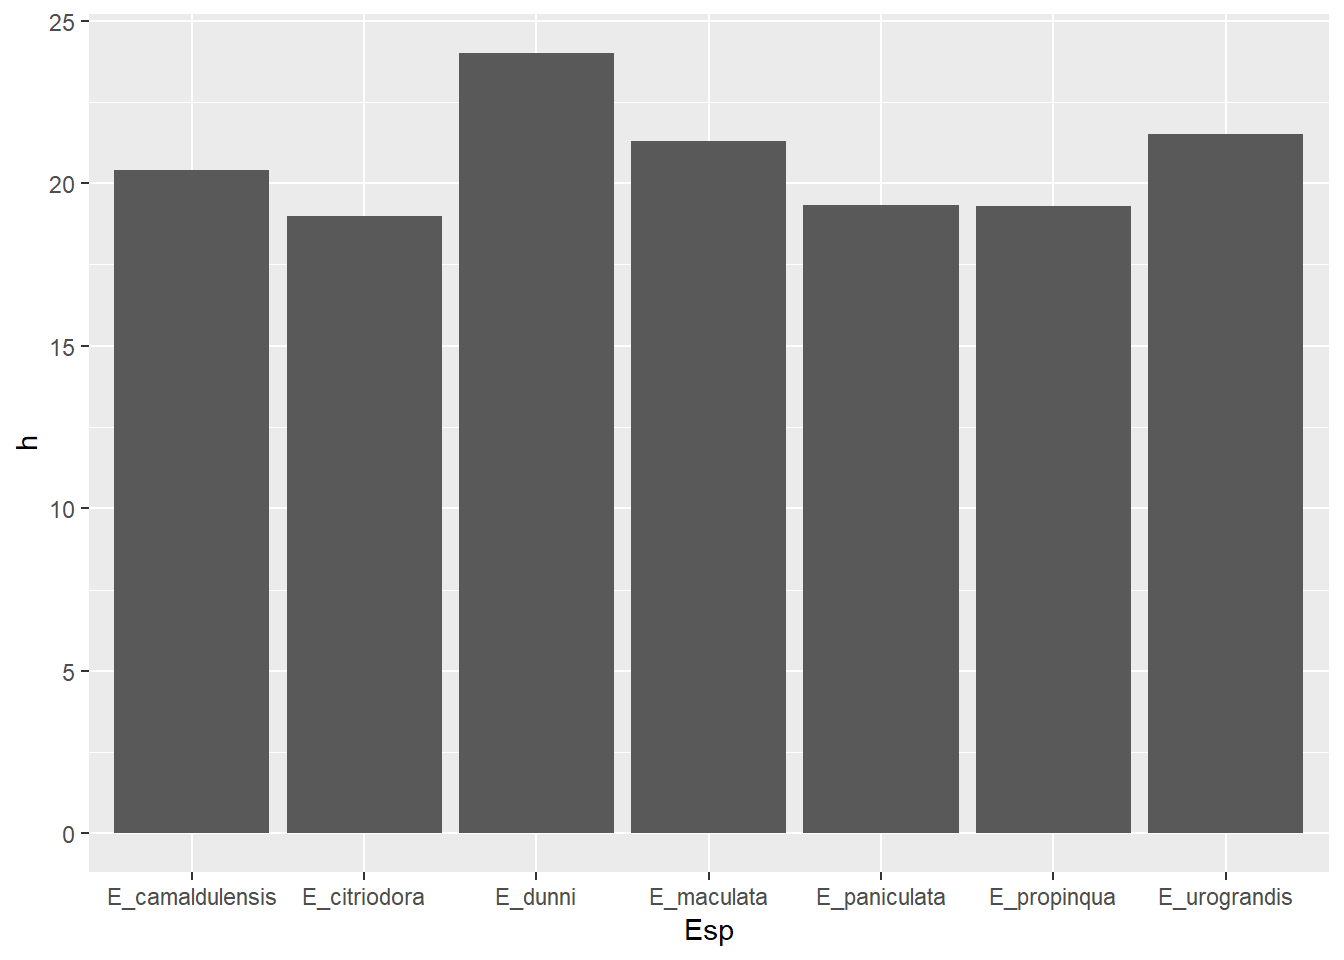 25
20
15
10
5
0
h
E_camaldulensis E_citriodora E_dunni E_maculata E_paniculata E_propinqua E_urograndis
Esp